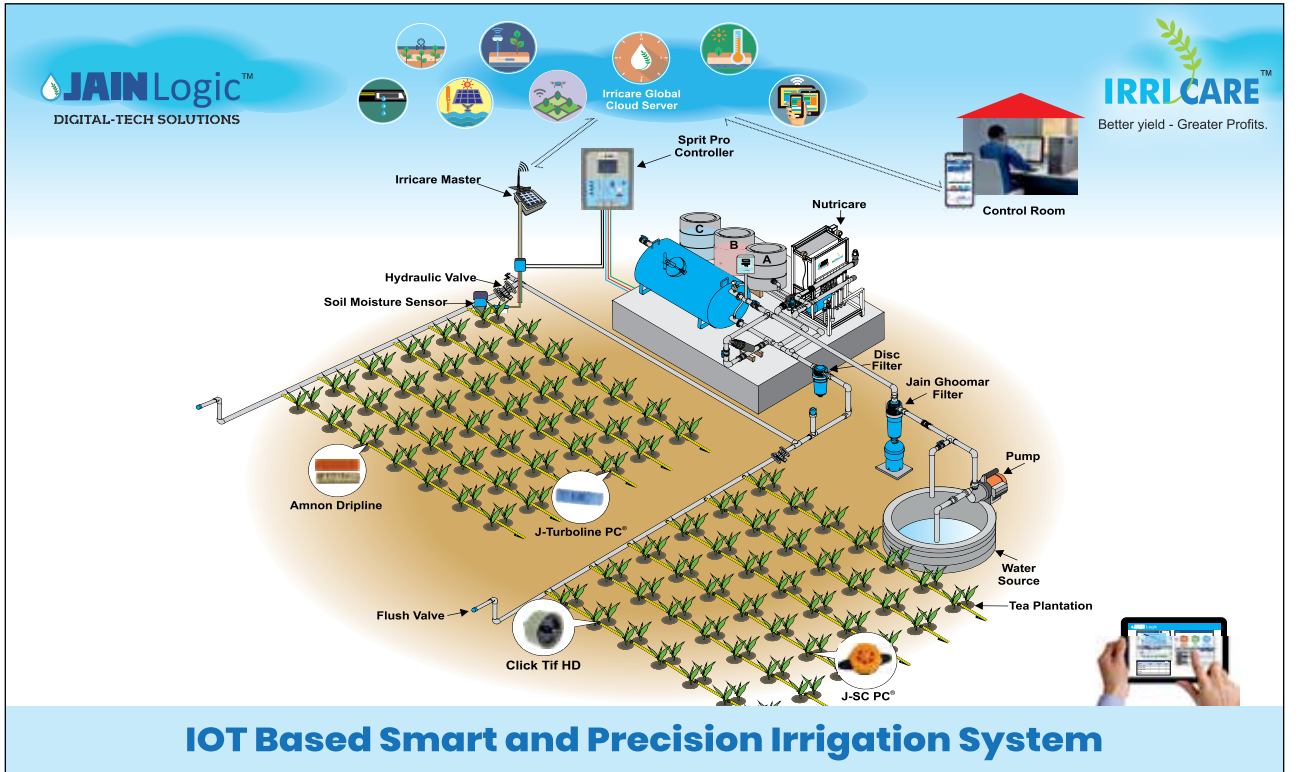 JAIN Logic™
DIGITAL-TECH SOLUTIONS
Irricare Global
Cloud Server
IRRICARE™
Better yield - Greater Profits.
Sprit Pro
Controller
Irricare Master
Control Room
Nutricare
C
B
A
Hydraulic Valve
Soil Moisture Sensor
Disc
Filter
Jain Ghoomar
Filter
Pump
Amnon Dripline
J-Turboline PC®
Water
Source
Tea Plantation
Flush Valve
Click Tif HD
J-SC PC®
IOT Based Smart and Precision Irrigation System